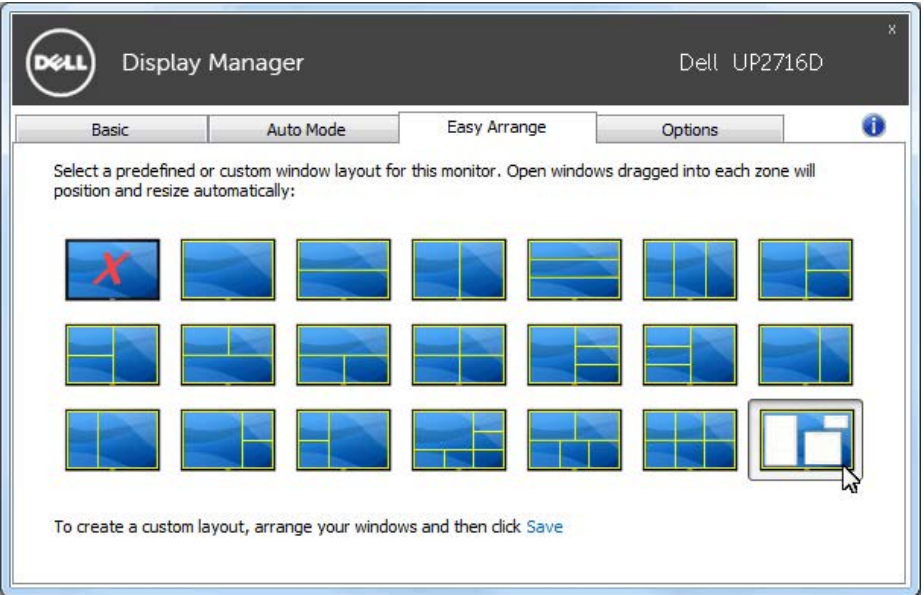 DELL
Display Manager
Dell UP2716D
x
Basic
Auto Mode
Easy Arrange
Options
i
Select a predefined or custom window layout for this monitor. Open windows dragged into each zone will
position and resize automatically:
X
To create a custom layout, arrange your windows and then click Save